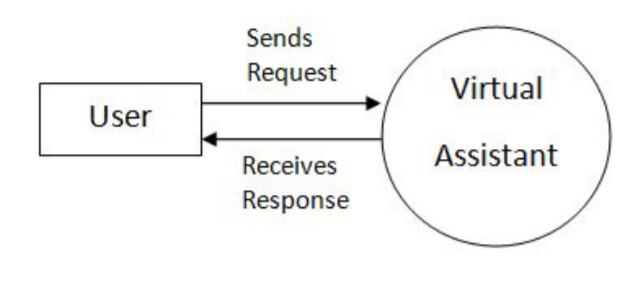 Sends
Request
User
Virtual
Assistant
Receives
Response